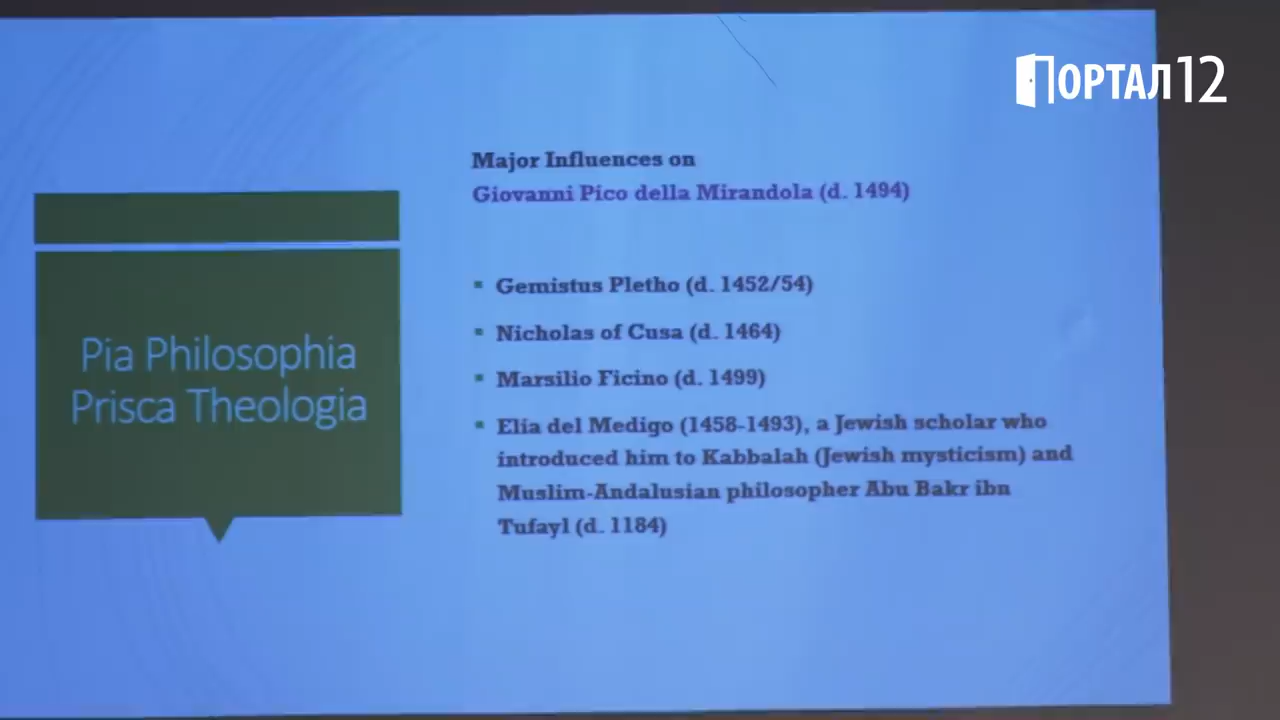 ПОРТАЛ12
Major Influences on
Giovanni Pico della Mirandola (d. 1494)
Pia Philosophia
Prisca Theologia
▪ Gemistus Pletho (d. 1452/54)
▪ Nicholas of Cusa (d. 1464)
▪ Marsilio Ficino (d. 1499)
▪ Elia del Medigo (1458-1493), a Jewish scholar who
introduced him to Kabbalah (Jewish mysticism) and
Muslim-Andalusian philosopher Abu Bakr ibn
Tufayl (d. 1184)